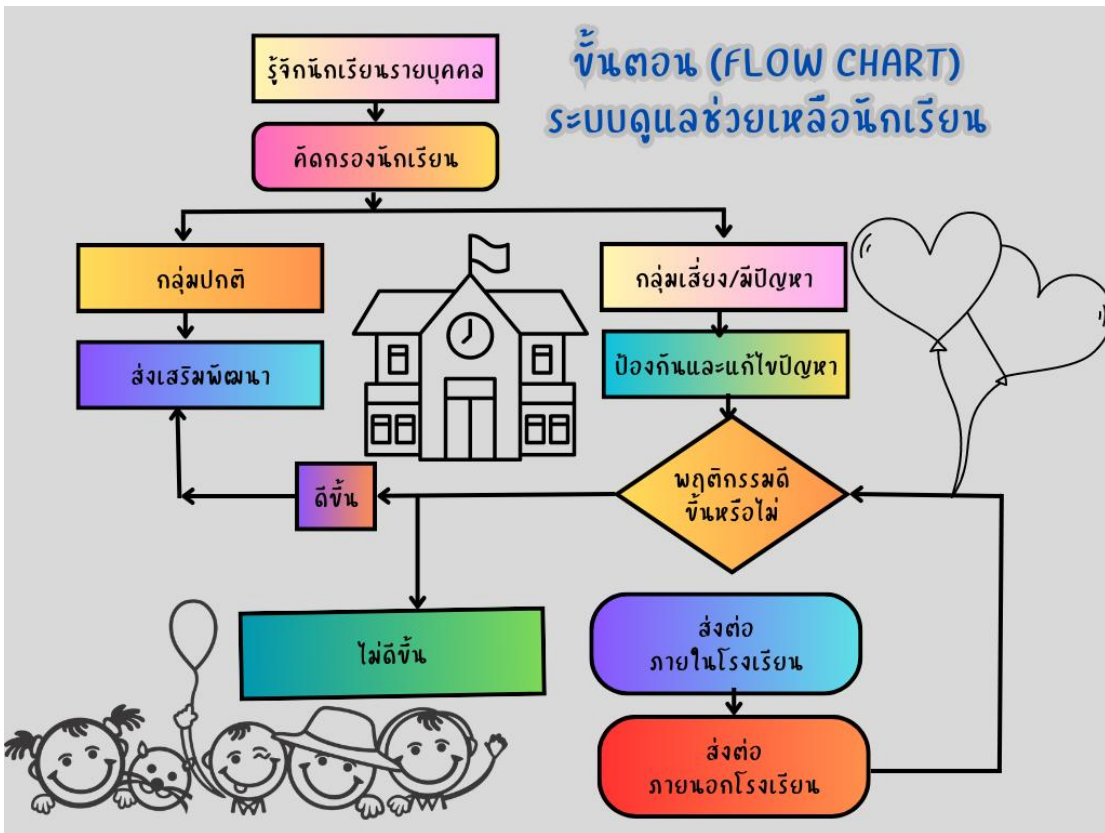 ขั้นตอน (FLOW CHART)
ระบบดูแลช่วยเหลือนักเรียน
รู้จักนักเรียนรายบุคคล
คัดกรองนักเรียน
กลุ่มปกติ
กลุ่มเสี่ยง/มีปัญหา
ส่งเสริมพัฒนา
ป้องกันและแก้ไขปัญหา
พฤติกรรมดี
ขึ้นหรือไม่
ดีขึ้น
ไม่ดีขึ้น
ส่งต่อ
ภายในโรงเรียน
ส่งต่อ
ภายนอกโรงเรียน